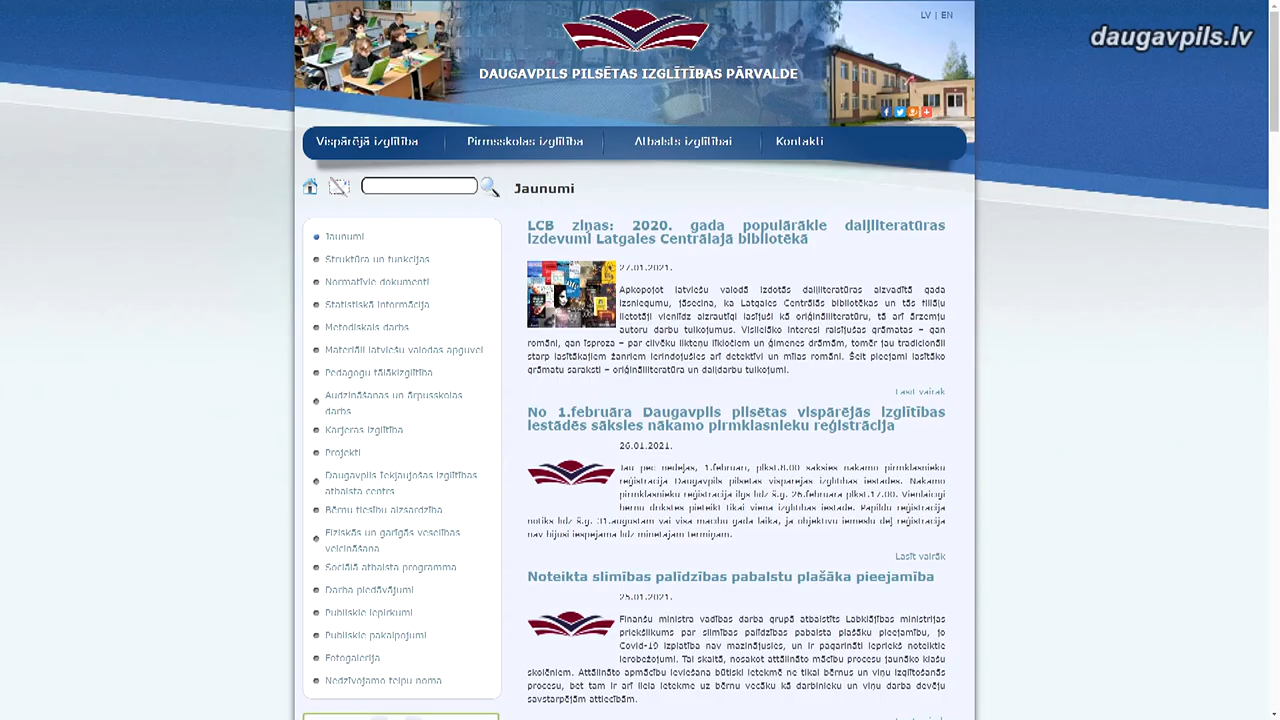 LV | EN
daugavpils.lv
DAUGAVPILS PILSĒTAS IZGLĪTĪBAS PĀRVALDE
Vispārējā izglītība
Pirmsskolas izglītība
Atbalsts izglītībai
Kontakti
Jaunumi
Jaunumi
Struktūra un funkcijas
Normatīvie dokumenti
Statistiskā informācija
Metodiskais darbs
Materiāli latviešu valodas apguvei
Pedagogu tālākizglītība
Audzināšanas un ārpusskolas
darbs
Karjeras izglītība
Projekti
Daugavpils Iekļaujošas izglītības
atbalsta centrs
Bērnu tiesību aizsardzība
Fiziskās un garīgās veselības
veicināšana
Sociālā atbalsta programma
Darba piedāvājumi
Publiskie iepirkumi
Publiskie pakalpojumi
Fotogalerija
Nedzīvojamo telpu noma
LCB ziņas: 2020. gada populārākie daiļliteratūras
izdevumi Latgales Centrālajā bibliotēkā
27.01.2021.
Apkopojot latviešu valodā izdotās daiļliteratūras aizvadītā gada
izsniegumu, jāsecina, ka Latgales Centrālās bibliotēkas un tās filiāļu
lietotāji vienlīdz aizrautīgi lasījuši kā oriģinālliteratūru, tā arī ārzemju
autoru darbu tulkojumus. Vislielāko interesi raisījušas grāmatas – gan
romāni, gan īsproza – par cilvēku likteņu līkločiem un ģimenes drāmām, tomēr jau tradicionāli
starp lasītākajiem žanriem ierindojušies arī detektīvi un mīlas romāni. Šeit pieejami lasītāko
grāmatu saraksti – oriģinālliteratūra un daiļdarbu tulkojumi.
Lasīt vairāk
No 1.februāra Daugavpils pilsētas vispārējās izglītības
iestādēs sāksies nākamo pirmklasnieku reģistrācija
26.01.2021.
Jau pēc nedēļas, 1.februārī, plkst.8.00 sāksies nākamo pirmklasnieku
reģistrācija Daugavpils pilsētas vispārējās izglītības iestādēs. Nākamo
pirmklasnieku reģistrācija ilgs līdz š.g. 26.februāra plkst.17.00. Vienlaicīgi
bērnu drīkstēs pieteikt tikai vienā izglītības iestādē. Papildu reģistrācija
notiks līdz š.g. 31.augustam vai visa mācību gada laikā, ja objektīvu iemeslu dēļ reģistrācija
nav bijusi iespējama līdz minētajam termiņam.
Lasīt vairāk
Noteikta slimības palīdzības pabalstu plašāka pieejamība
25.01.2021.
Finanšu ministra vadības darba grupā atbalstīts Labklājības ministrijas
priekšlikums par slimības palīdzības pabalsta plašāku pieejamību, jo
Covid-19 izplatība nav mazinājusies, un ir pagarināti iepriekš noteiktie
ierobežojumi. Tai skaitā, nosakot attālināto mācību procesu jaunāko klašu
skolēniem. Attālināto apmācību ieviešana būtiski ietekmē ne tikai bērnus un viņu izglītošanās
procesu, bet tam ir arī liela ietekme uz bērnu vecāku kā darbinieku un viņu darba devēju
savstarpējām attiecībām.